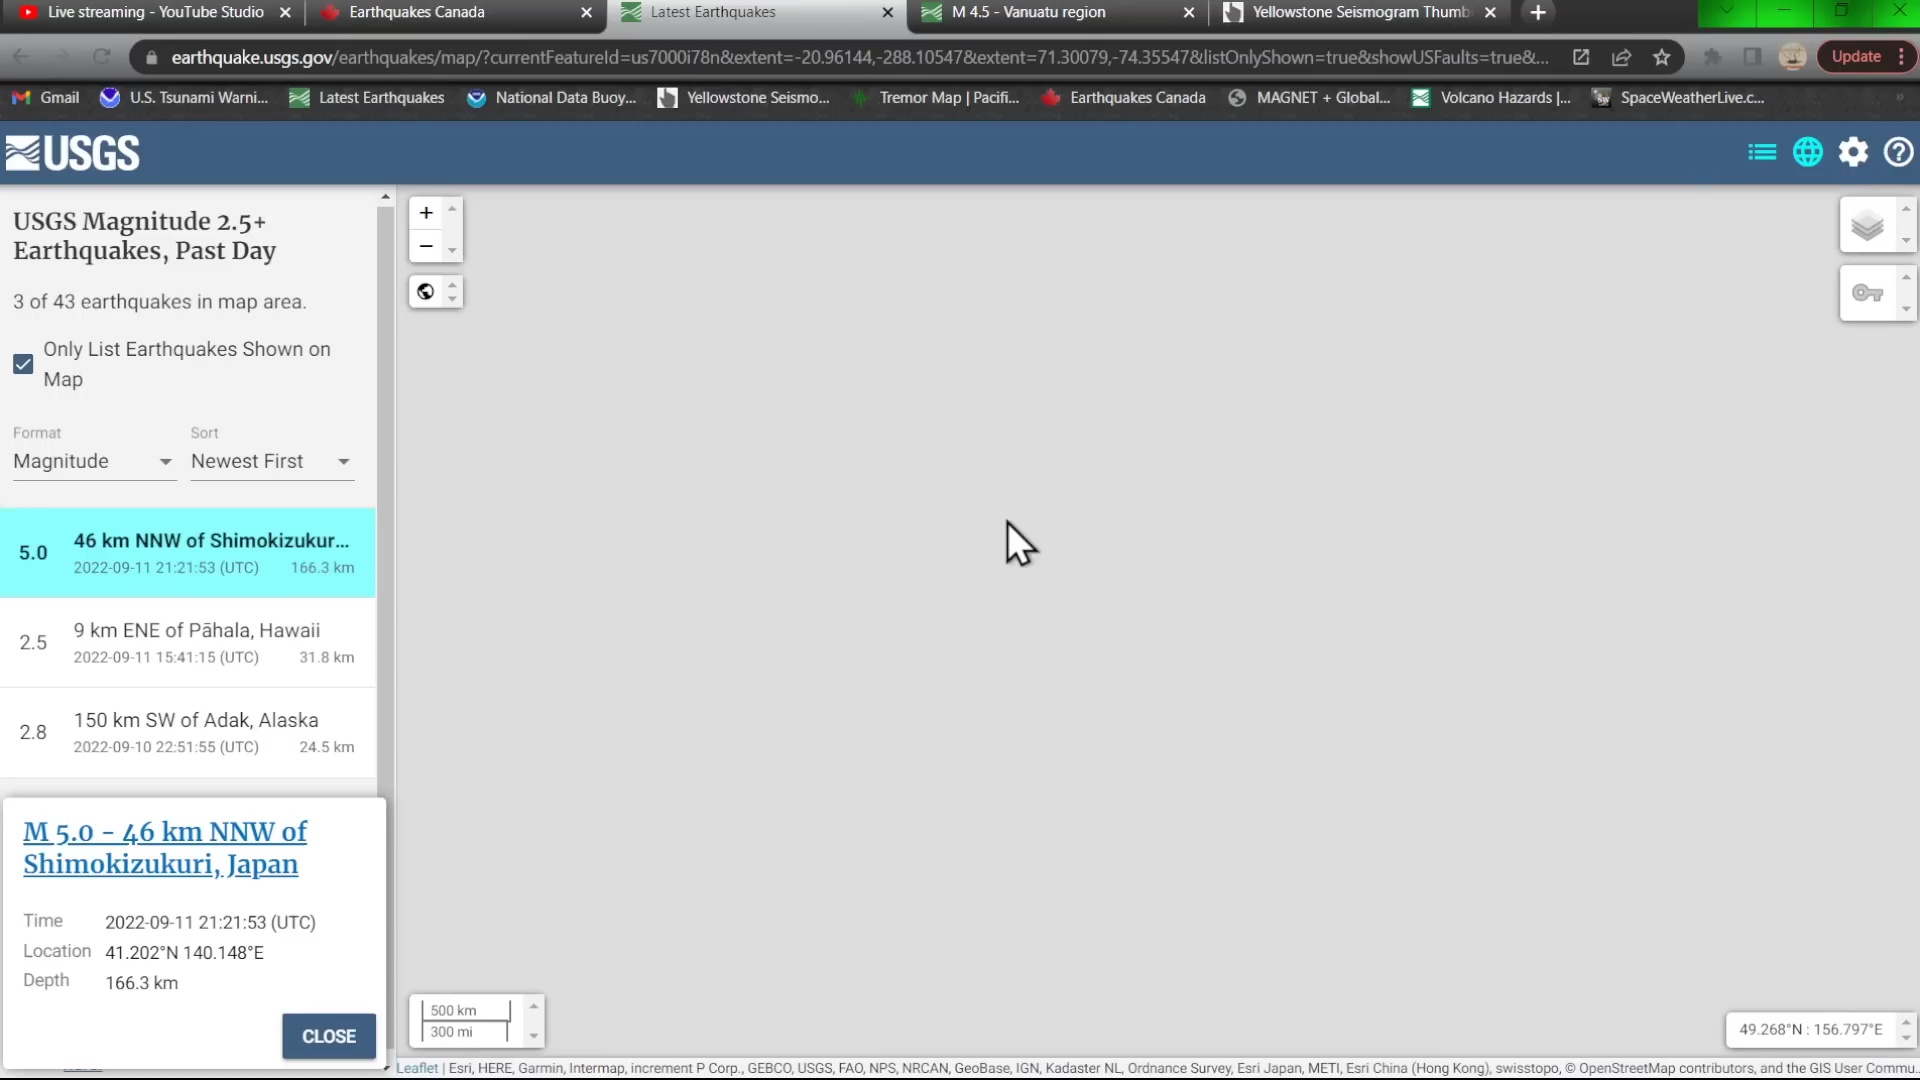 Live streaming - YouTube Studio
Earthquakes Canada
Latest Earthquakes
M 4.5 - Vanuatu region
Yellowstone Seismogram Thumb
earthquake.usgs.gov/earthquakes/map/?currentFeatureId=us7000i78n&extent=-20.96144,-288.10547&extent=71.30079,-74.35547&listOnlyShown=true&showUSFaults=true&...
Update
Gmail
U.S. Tsunami Warni...
Latest Earthquakes
National Data Buoy...
Yellowstone Seismo...
Tremor Map | Pacifi...
Earthquakes Canada
MAGNET + Global...
Volcano Hazards |...
SpaceWeatherLive.c...
USGS
USGS Magnitude 2.5+
Earthquakes, Past Day
3 of 43 earthquakes in map area.
Only List Earthquakes Shown on
Map
Format
Sort
Magnitude
Newest First
5.0
46 km NNW of Shimokizukur...
2022-09-11 21:21:53 (UTC) 166.3 km
2.5
9 km ENE of Pāhala, Hawaii
2022-09-11 15:41:15 (UTC) 31.8 km
2.8
150 km SW of Adak, Alaska
2022-09-10 22:51:55 (UTC) 24.5 km
M 5.0 - 46 km NNW of
Shimokizukuri, Japan
Time 2022-09-11 21:21:53 (UTC)
Location 41.202°N 140.148°E
Depth 166.3 km
CLOSE
+
−
500 km
300 mi
49.268°N : 156.797°E
Leaflet | Esri, HERE, Garmin, Intermap, increment P Corp., GEBCO, USGS, FAO, NPS, NRCAN, GeoBase, IGN, Kadaster NL, Ordnance Survey, Esri Japan, METI, Esri China (Hong Kong), swisstopo, © OpenStreetMap contributors, and the GIS User Commu...